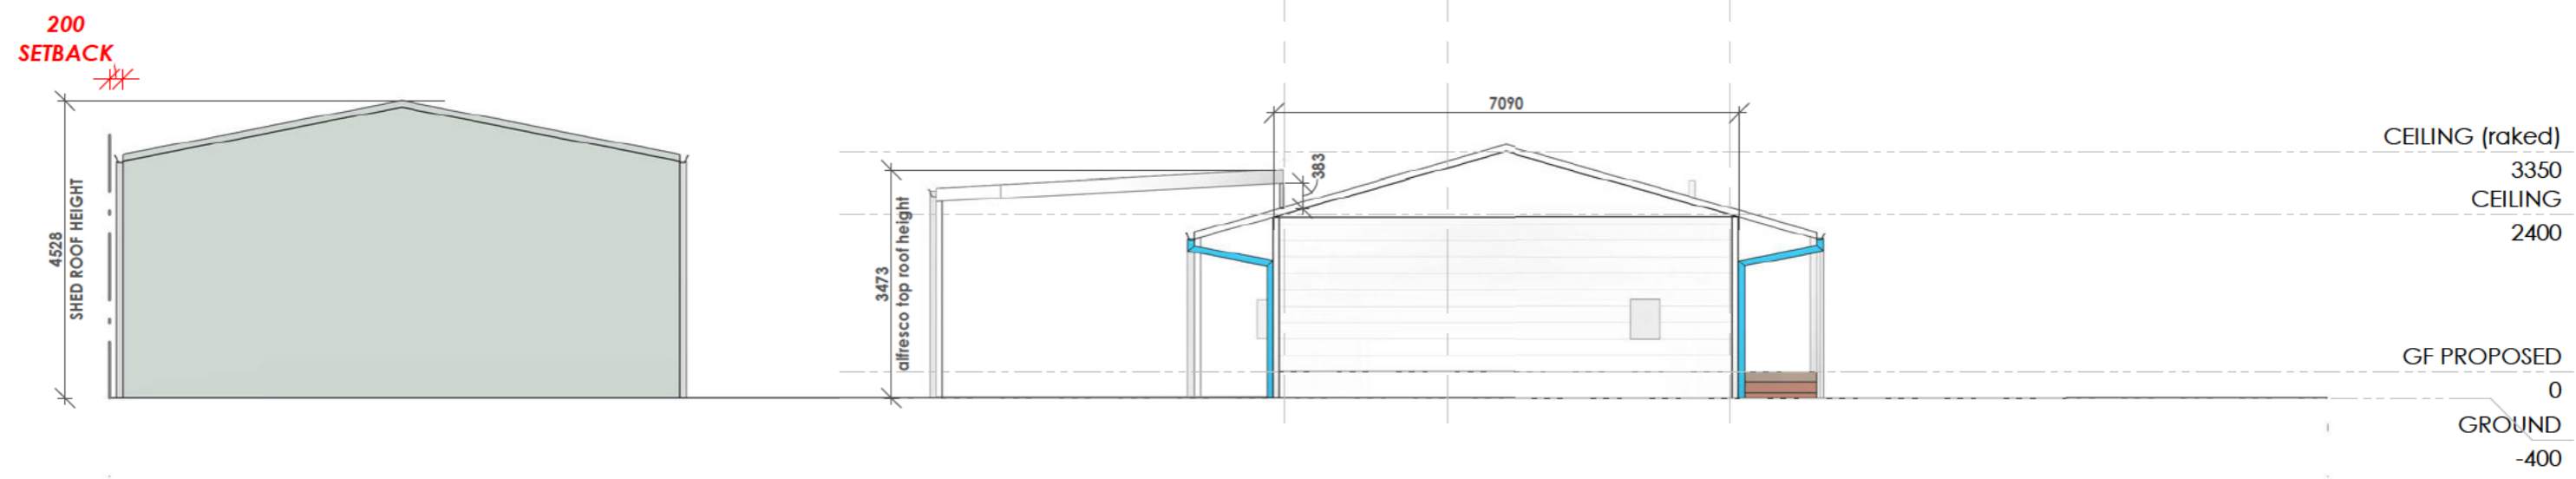 200
SETBACK
4528
SHED ROOF HEIGHT
3473
alfresco top roof height
383
7090
CEILING (raked)
3350
CEILING
2400
GF PROPOSED
0
GROUND
-400